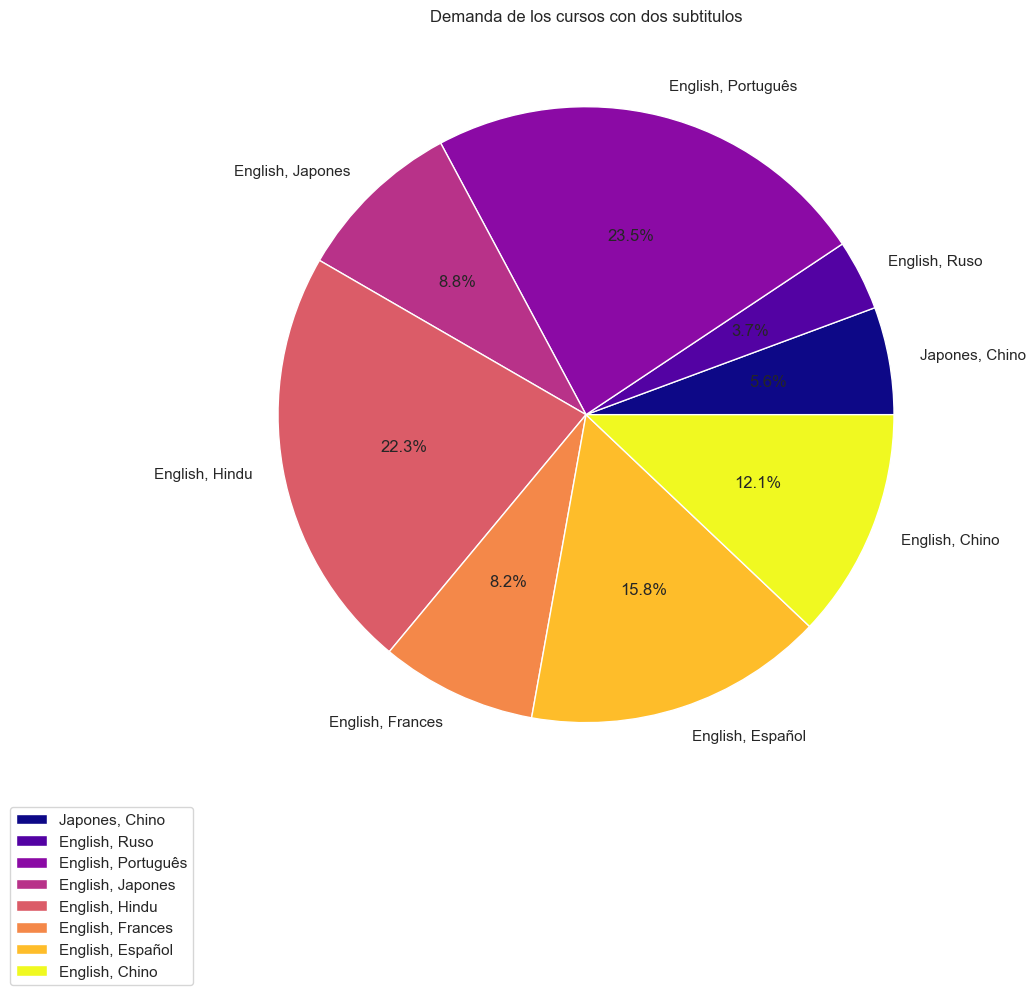 Demanda de los cursos con dos subtitulos
English, Português
English, Japones
23.5%
English, Ruso
8.8%
3.7%
Japones, Chino
5.6%
22.3%
English, Hindu
12.1%
English, Chino
8.2%
15.8%
English, Frances
English, Español
Japones, Chino
English, Ruso
English, Português
English, Japones
English, Hindu
English, Frances
English, Español
English, Chino